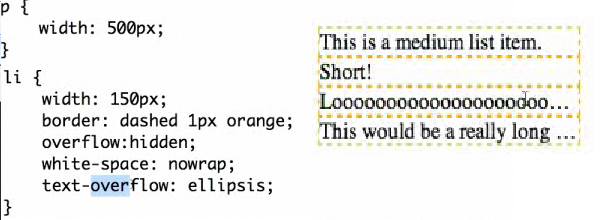 p {
width: 500px;
}
li {
width: 150px;
border: dashed 1px orange;
overflow:hidden;
white-space: nowrap;
text-overflow: ellipsis;
}
This is a medium list item.
Short!
Loooooooooooooooooodoo...
This would be a really long ...